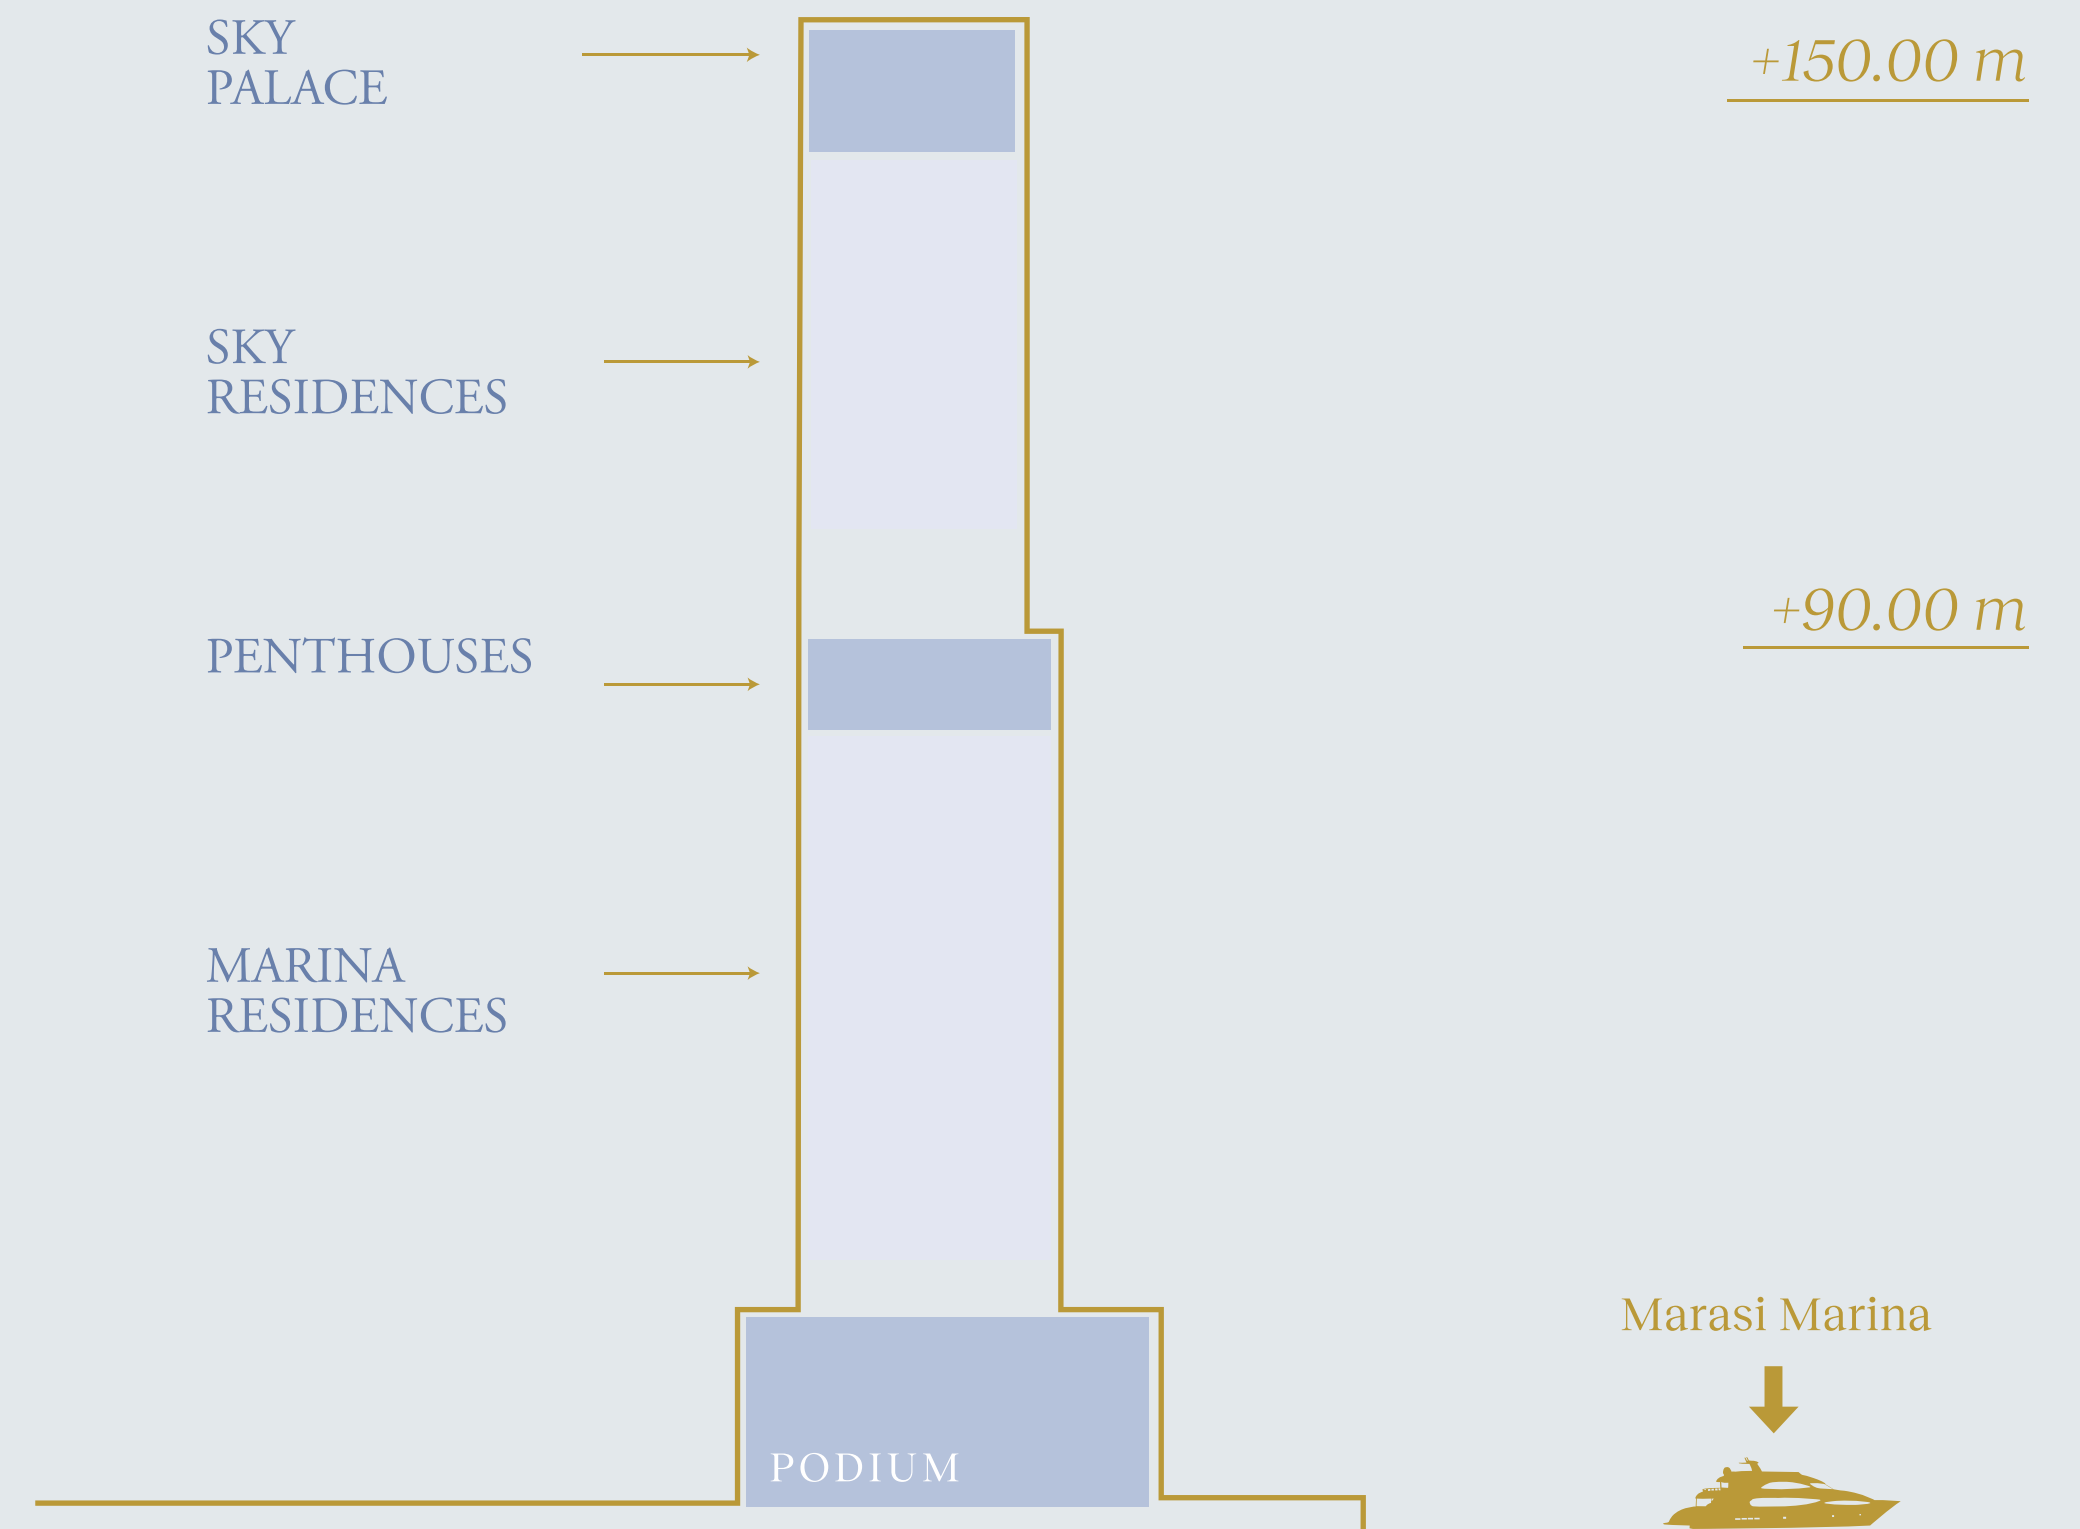 SKY
PALACE
+150.00 m
SKY
RESIDENCES
+90.00 m
PENTHOUSES
MARINA
RESIDENCES
Marasi Marina
PODIUM